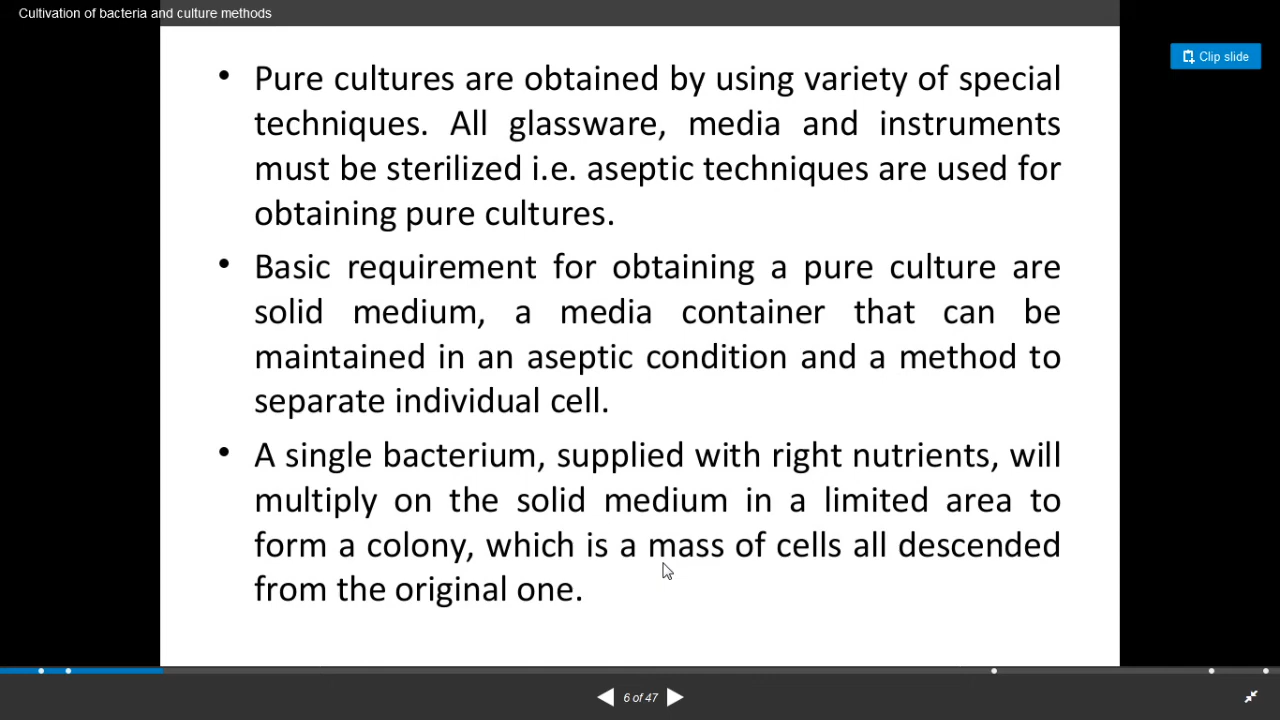 Cultivation of bacteria and culture methods
Clip slide
• Pure cultures are obtained by using variety of special
techniques. All glassware, media and instruments
must be sterilized i.e. aseptic techniques are used for
obtaining pure cultures.
• Basic requirement for obtaining a pure culture are
solid medium, a media container that can be
maintained in an aseptic condition and a method to
separate individual cell.
• A single bacterium, supplied with right nutrients, will
multiply on the solid medium in a limited area to
form a colony, which is a mass of cells all descended
from the original one.
6 of 47